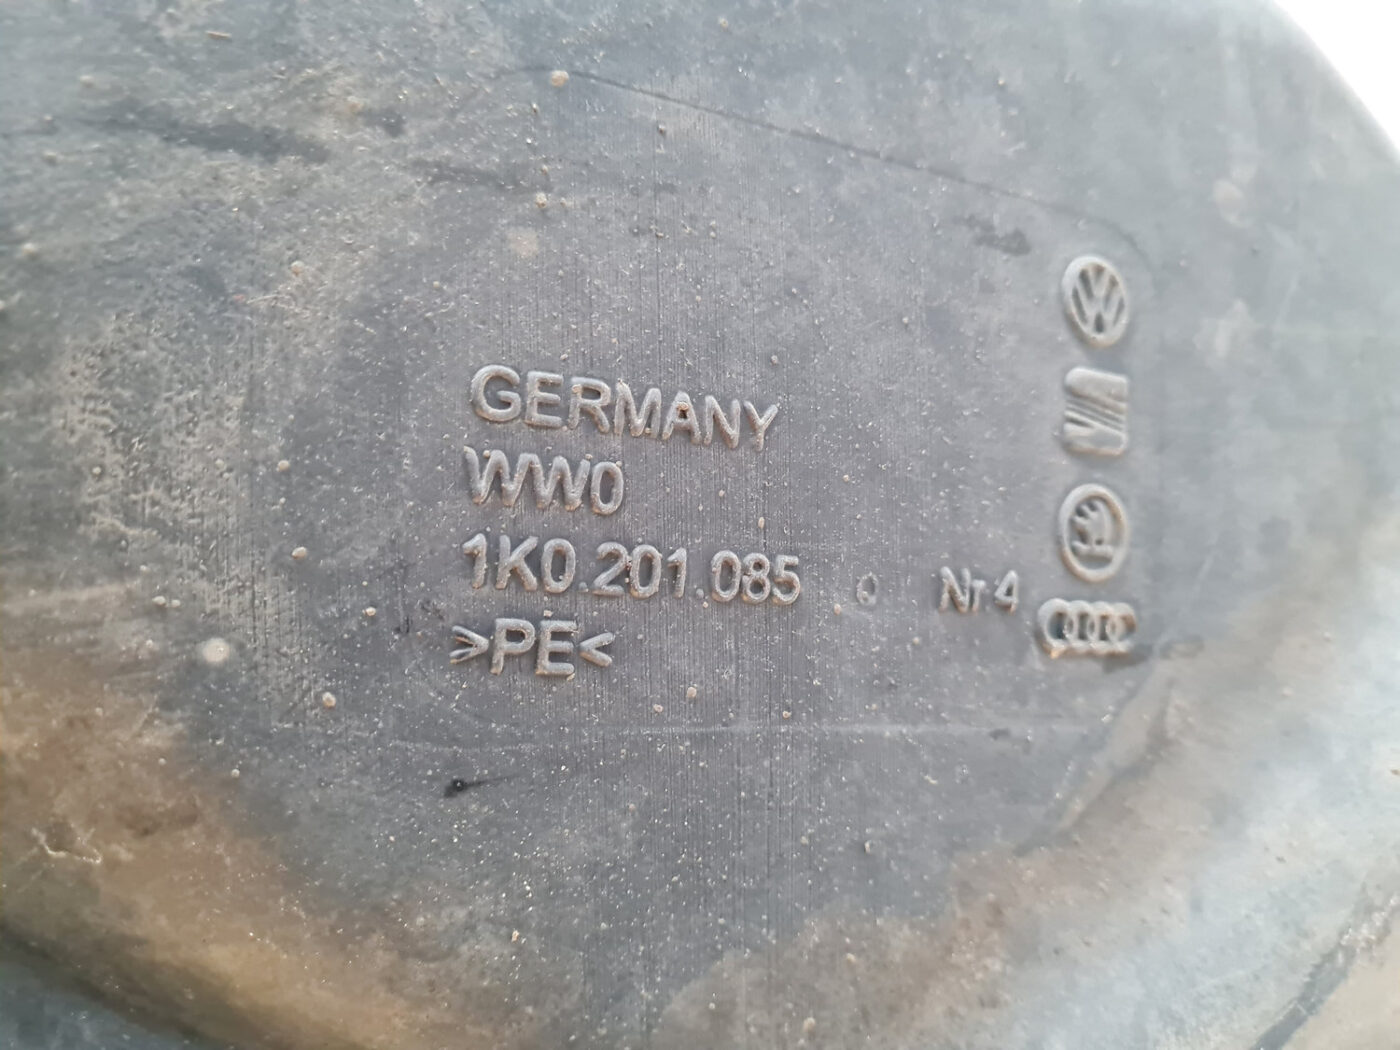 GERMANY
WW0
1K0.201.085 Q Nr.4
>PE<